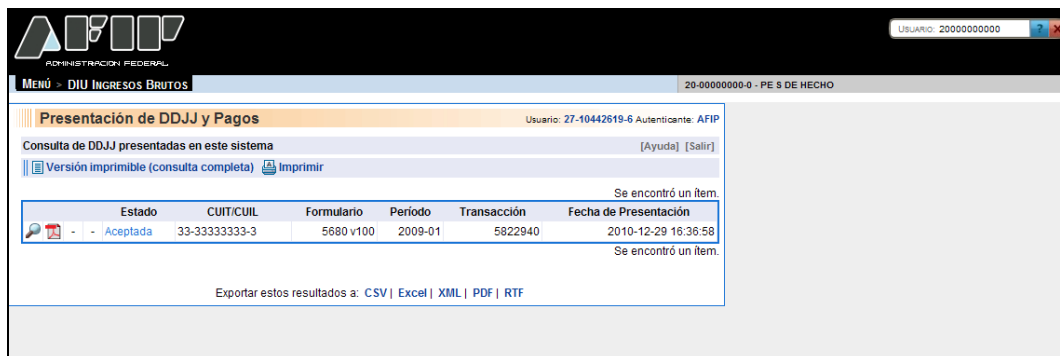 AFIP
ADMINISTRACION FEDERAL
USUARIO: 20000000000 ? X
MENÚ > DIU INGRESOS BRUTOS
20-00000000-0 - PE S DE HECHO
Presentación de DDJJ y Pagos
Usuario: 27-10442619-6 Autenticante: AFIP
Consulta de DDJJ presentadas en este sistema
[Ayuda] [Salir]
Versión imprimible (consulta completa) Imprimir
Se encontró un ítem.
Estado CUIT/CUIL Formulario Período Transacción Fecha de Presentación
- - Aceptada 33-33333333-3 5680 v100 2009-01 5822940 2010-12-29 16:36:58
Se encontró un ítem.
Exportar estos resultados a: CSV | Excel | XML | PDF | RTF